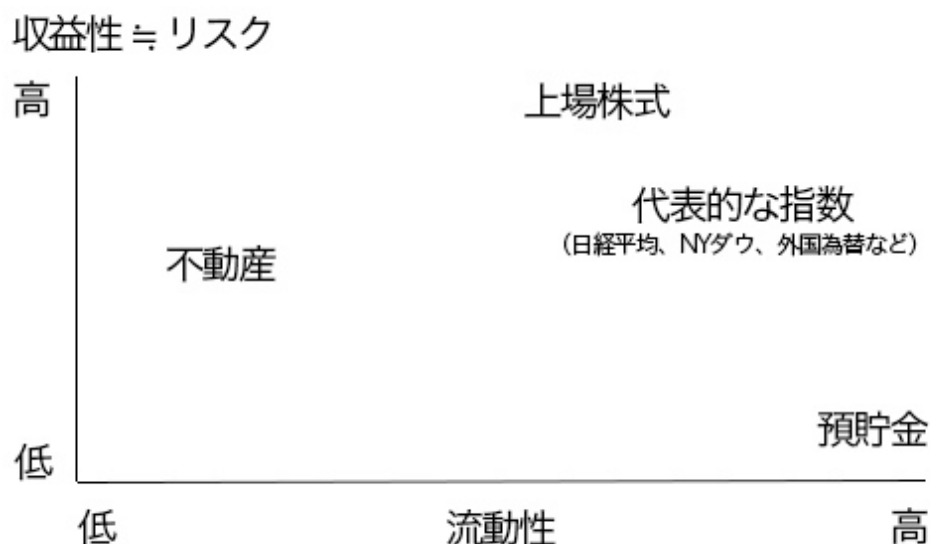 収益性 ≒ リスク
高
上場株式
代表的な指数
（日経平均、NYダウ、外国為替など）
不動産
預貯金
低
低
流動性
高